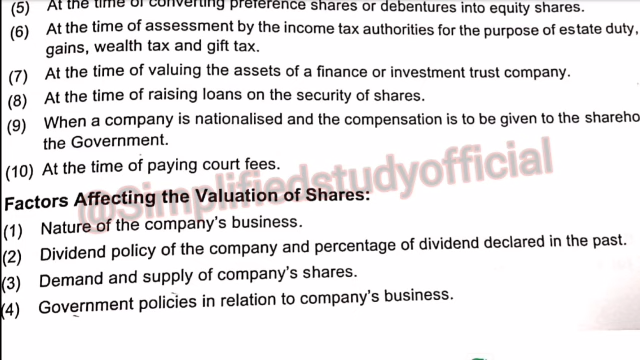 (5) At the time of converting preference shares or debentures into equity shares.
(6) At the time of assessment by the income tax authorities for the purpose of estate duty,
gains, wealth tax and gift tax.
(7) At the time of valuing the assets of a finance or investment trust company.
(8) At the time of raising loans on the security of shares.
(9) When a company is nationalised and the compensation is to be given to the shareho
the Government.
(10) At the time of paying court fees.
@Simplifiedstudyofficial
Factors Affecting the Valuation of Shares:
(1) Nature of the company's business.
(2) Dividend policy of the company and percentage of dividend declared in the past.
(3) Demand and supply of company's shares.
(4) Government policies in relation to company's business.